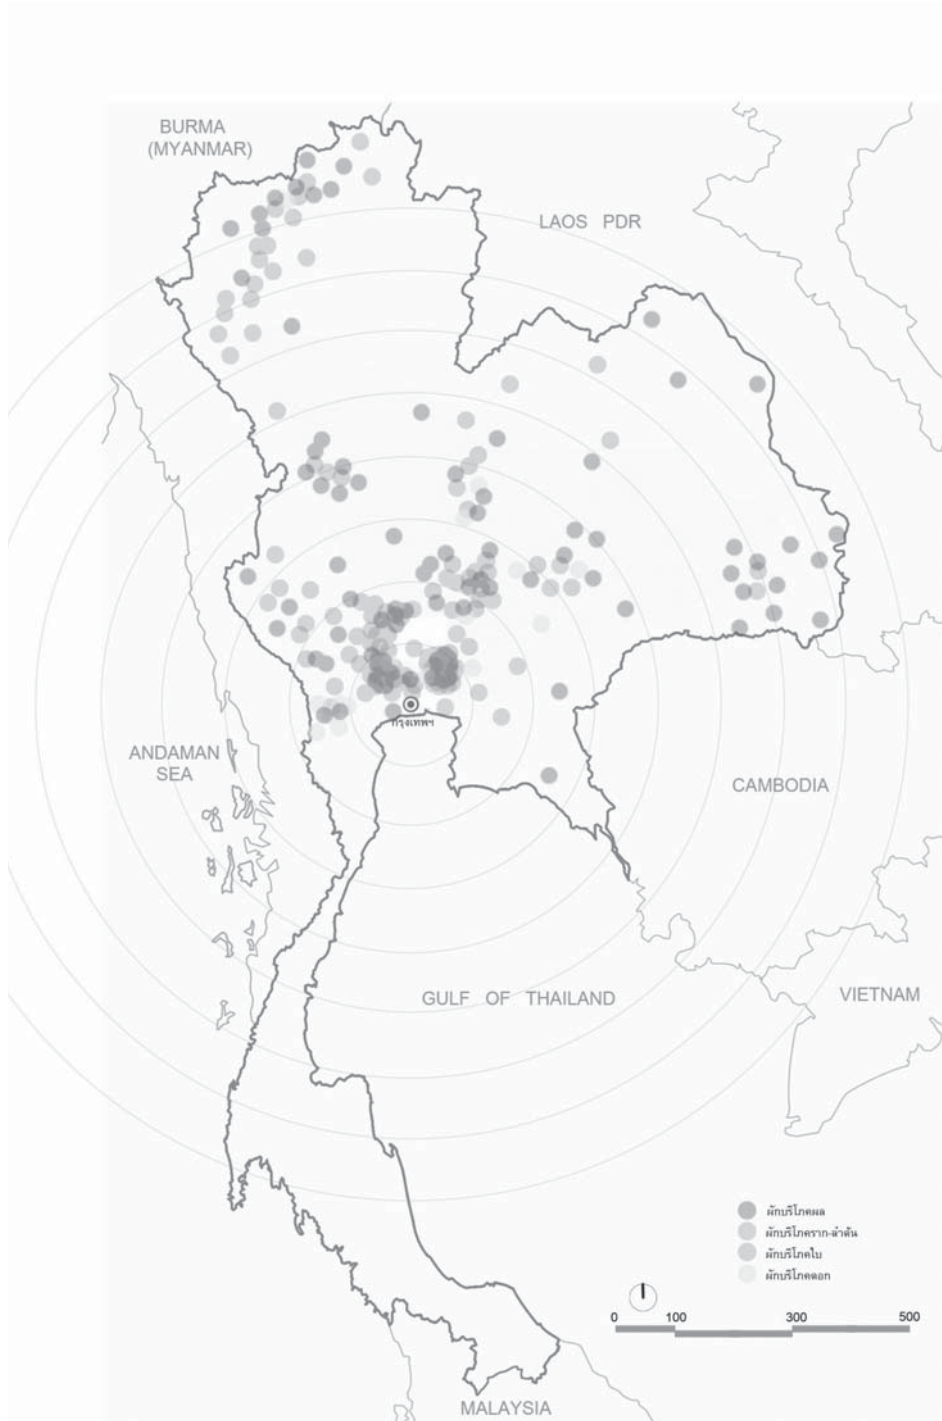 BURMA
(MYANMAR)
LAOS PDR
กรุงเทพฯ
ANDAMAN
SEA
CAMBODIA
GULF OF THAILAND
VIETNAM
ผักบริโภคผล
ผักบริโภคราก-ลำต้น
ผักบริโภคใบ
ผักบริโภคดอก
0 100 300 500
MALAYSIA